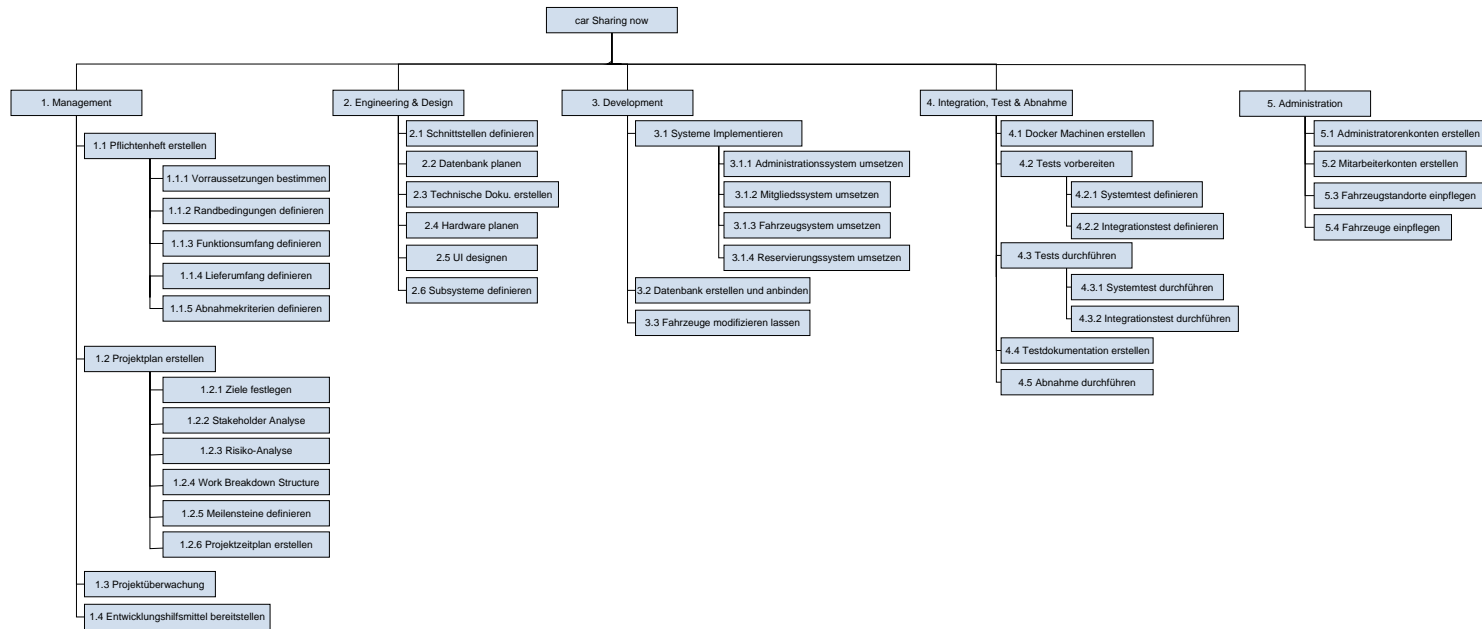 car Sharing now
1. Management
1.1 Pflichtenheft erstellen
1.1.1 Vorraussetzungen bestimmen
1.1.2 Randbedingungen definieren
1.1.3 Funktionsumfang definieren
1.1.4 Lieferumfang definieren
1.1.5 Abnahmekriterien definieren
1.2 Projektplan erstellen
1.2.1 Ziele festlegen
1.2.2 Stakeholder Analyse
1.2.3 Risiko-Analyse
1.2.4 Work Breakdown Structure
1.2.5 Meilensteine definieren
1.2.6 Projektzeitplan erstellen
1.3 Projektüberwachung
1.4 Entwicklungshilfsmittel bereitstellen
2. Engineering & Design
2.1 Schnittstellen definieren
2.2 Datenbank planen
2.3 Technische Doku. erstellen
2.4 Hardware planen
2.5 UI designen
2.6 Subsysteme definieren
3. Development
3.1 Systeme Implementieren
3.1.1 Administrationssystem umsetzen
3.1.2 Mitgliedssystem umsetzen
3.1.3 Fahrzeugsystem umsetzen
3.1.4 Reservierungssystem umsetzen
3.2 Datenbank erstellen und anbinden
3.3 Fahrzeuge modifizieren lassen
4. Integration, Test & Abnahme
4.1 Docker Machinen erstellen
4.2 Tests vorbereiten
4.2.1 Systemtest definieren
4.2.2 Integrationstest definieren
4.3 Tests durchführen
4.3.1 Systemtest durchführen
4.3.2 Integrationstest durchführen
4.4 Testdokumentation erstellen
4.5 Abnahme durchführen
5. Administration
5.1 Administratorenkonten erstellen
5.2 Mitarbeiterkonten erstellen
5.3 Fahrzeugstandorte einpflegen
5.4 Fahrzeuge einpflegen